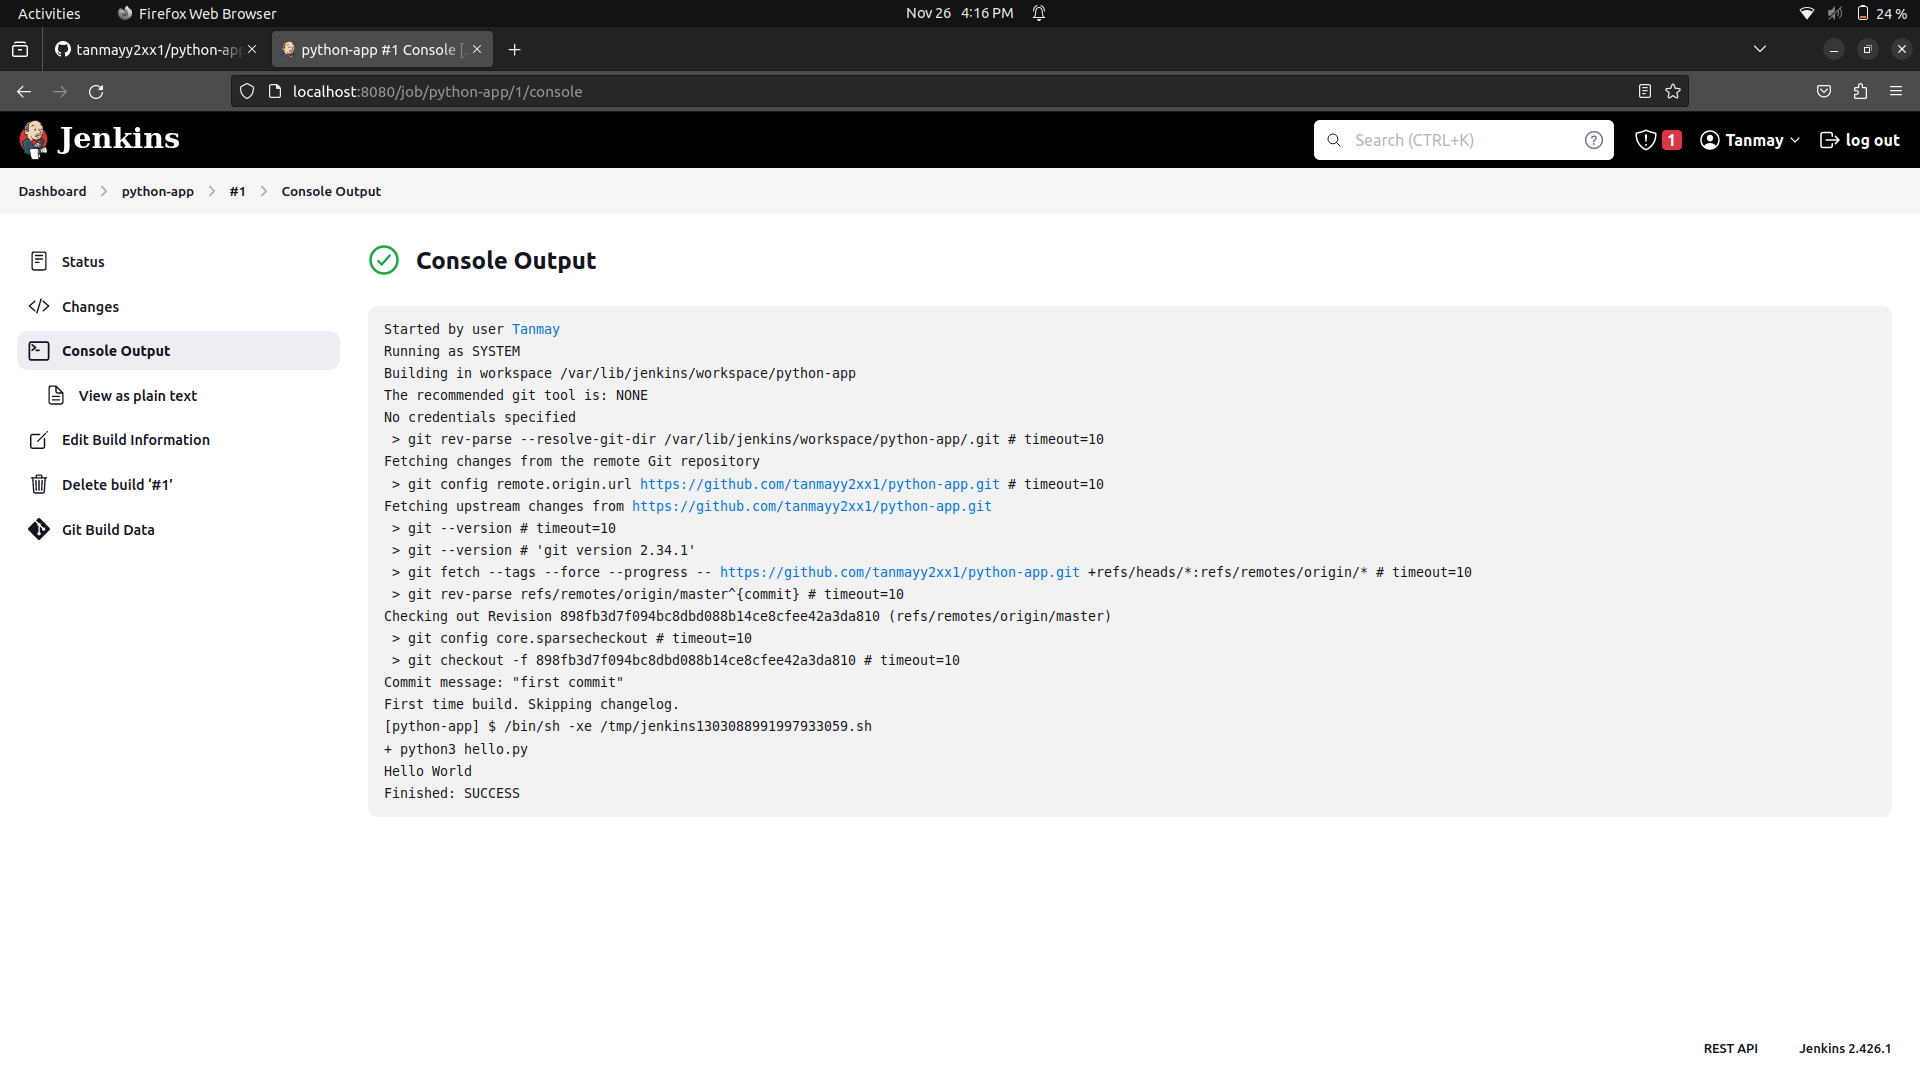 Activities
Firefox Web Browser
Nov 26 4:16 PM
24 %
tanmayy2xx1/python-app
python-app #1 Console [
localhost:8080/job/python-app/1/console
Jenkins
Search (CTRL+K)
1
Tanmay
log out
Dashboard
python-app
#1
Console Output
Status
Changes
Console Output
View as plain text
Edit Build Information
Delete build ‘#1’
Git Build Data
Console Output
Started by user Tanmay
Running as SYSTEM
Building in workspace /var/lib/jenkins/workspace/python-app
The recommended git tool is: NONE
No credentials specified
> git rev-parse --resolve-git-dir /var/lib/jenkins/workspace/python-app/.git # timeout=10
Fetching changes from the remote Git repository
> git config remote.origin.url https://github.com/tanmayy2xx1/python-app.git # timeout=10
Fetching upstream changes from https://github.com/tanmayy2xx1/python-app.git
> git --version # timeout=10
> git --version # 'git version 2.34.1'
> git fetch --tags --force --progress -- https://github.com/tanmayy2xx1/python-app.git +refs/heads/*:refs/remotes/origin/* # timeout=10
> git rev-parse refs/remotes/origin/master^{commit} # timeout=10
Checking out Revision 898fb3d7f094bc8dbd088b14ce8cfee42a3da810 (refs/remotes/origin/master)
> git config core.sparsecheckout # timeout=10
> git checkout -f 898fb3d7f094bc8dbd088b14ce8cfee42a3da810 # timeout=10
Commit message: "first commit"
First time build. Skipping changelog.
[python-app] $ /bin/sh -xe /tmp/jenkins1303088991997933059.sh
+ python3 hello.py
Hello World
Finished: SUCCESS
REST API
Jenkins 2.426.1